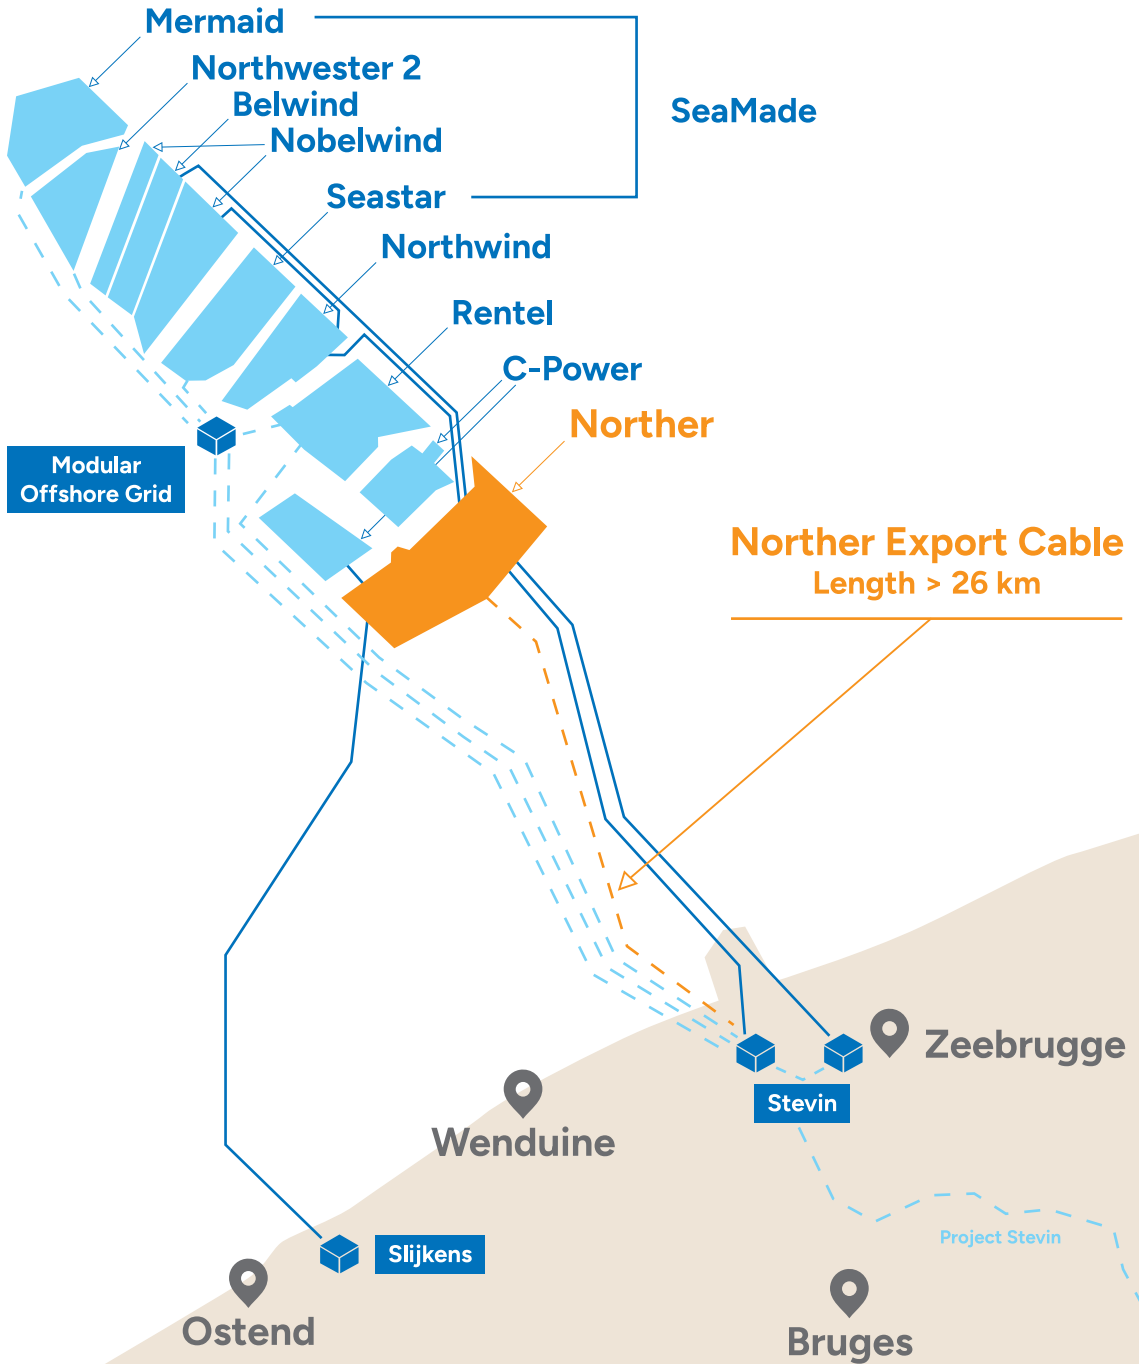 Mermaid
Northwester 2
Belwind
SeaMade
Nobelwind
Seastar
Northwind
Rentel
C-Power
Norther
Modular
Offshore Grid
Norther Export Cable
Length > 26 km
Zeebrugge
Stevin
Wenduine
Project Stevin
Slijkens
Ostend
Bruges